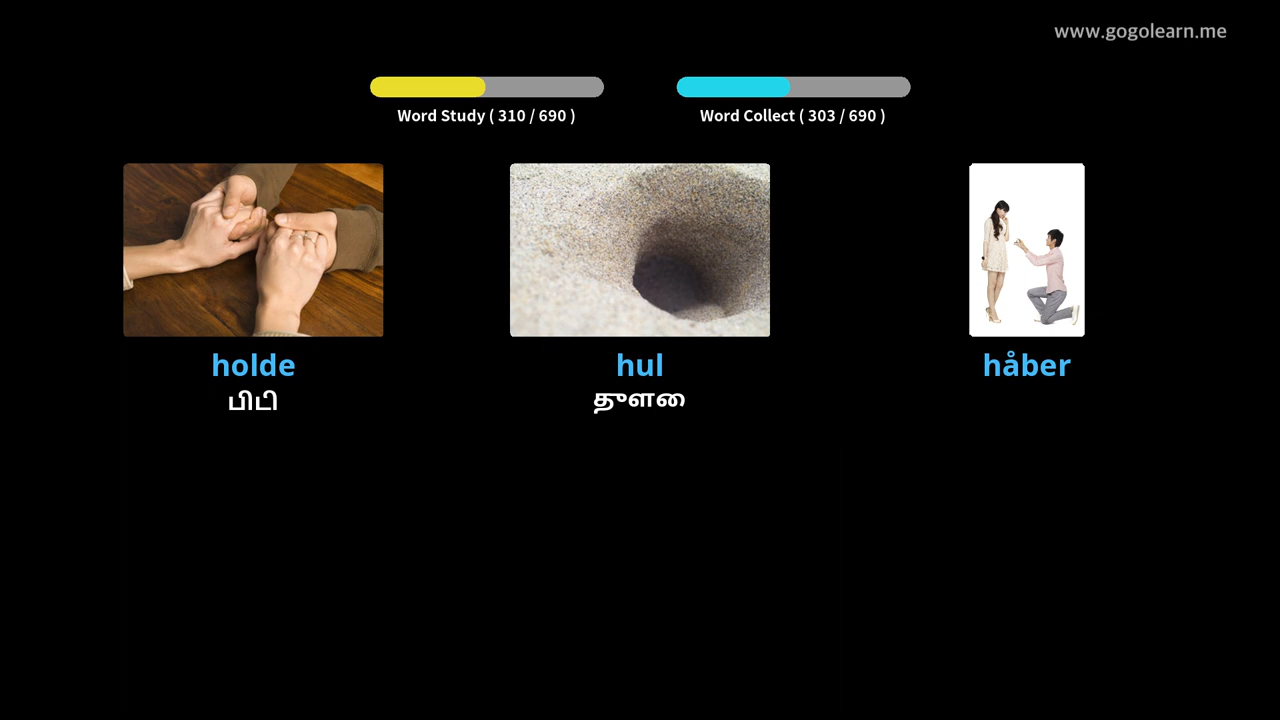 www.gogolearn.me
Word Study ( 310 / 690 )
Word Collect ( 303 / 690 )
holde
பிடி
hul
துளை
håber